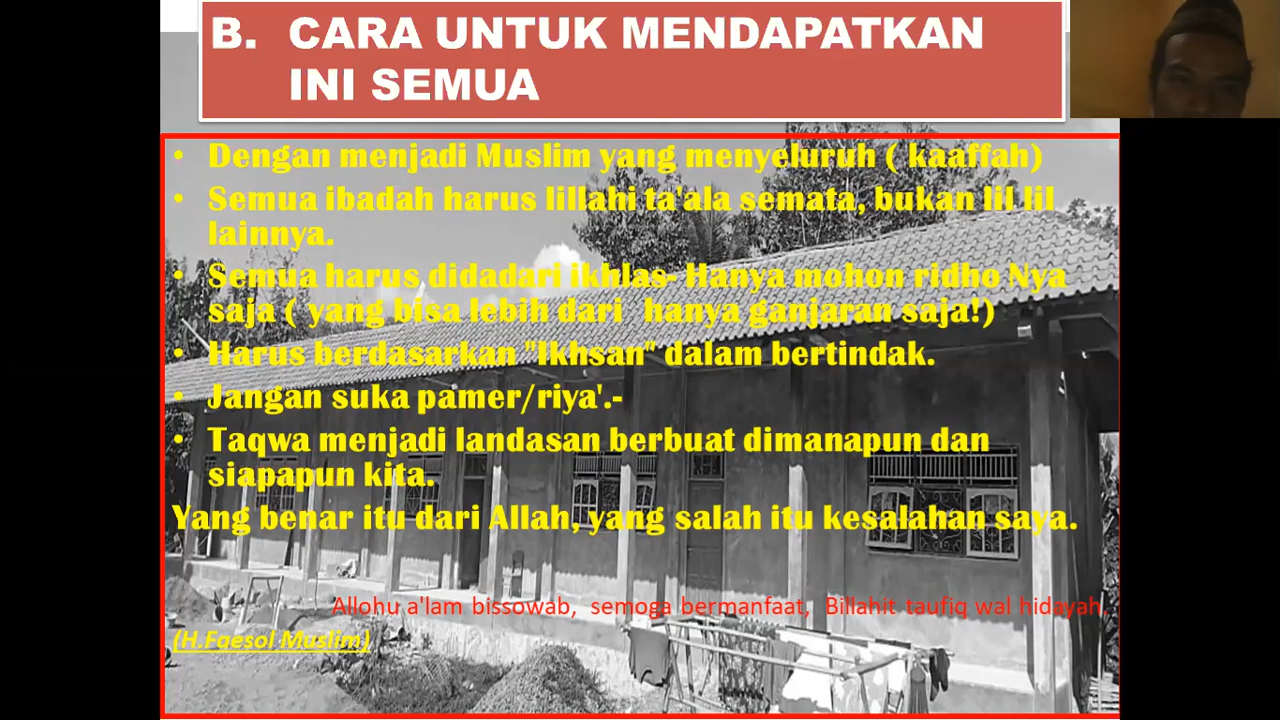 B. CARA UNTUK MENDAPATKAN
INI SEMUA
• Dengan menjadi Muslim yang menyeluruh ( kaaffah)
• Semua ibadah harus lillahi ta'ala semata, bukan lil lil
lainnya.
• Semua harus didadari ikhlas- Hanya mohon ridho Nya
saja ( yang bisa lebih dari hanya ganjaran saja!)
• Harus berdasarkan "Ikhsan" dalam bertindak.
• Jangan suka pamer/riya'.-
• Taqwa menjadi landasan berbuat dimanapun dan
siapapun kita.
Yang benar itu dari Allah, yang salah itu kesalahan saya.
Allohu a'lam bissowab, semoga bermanfaat, Billahit taufiq wal hidayah,
(H.Faesol Muslim)